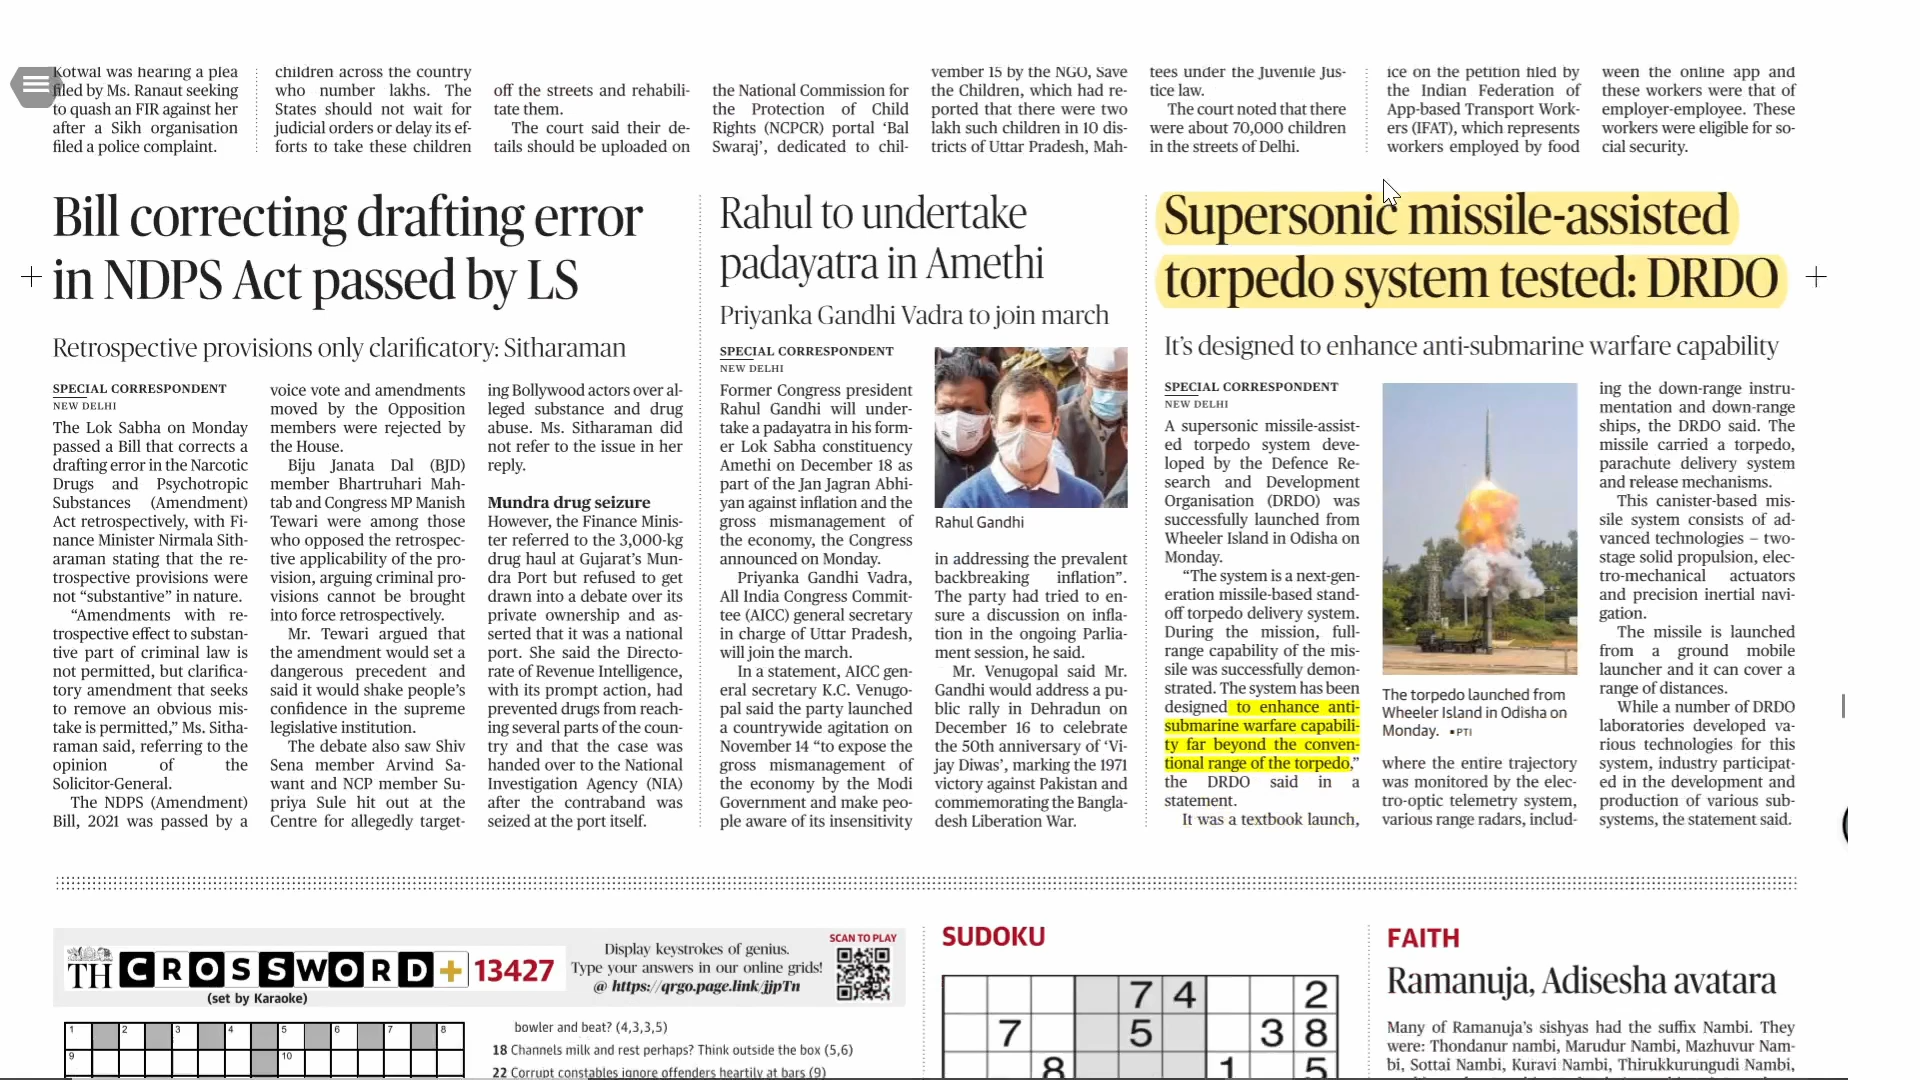 Kotwal was hearing a plea
filed by Ms. Ranaut seeking
to quash an FIR against her
after a Sikh organisation
filed a police complaint.
children across the country
who number lakhs. The
States should not wait for
judicial orders or delay its ef-
forts to take these children
off the streets and rehabili-
tate them.
The court said their de-
tails should be uploaded on
the National Commission for
the Protection of Child
Rights (NCPCR) portal ‘Bal
Swaraj’, dedicated to chil-
vember 15 by the NGO, Save
the Children, which had re-
ported that there were two
lakh such children in 10 dis-
tricts of Uttar Pradesh, Mah-
tees under the Juvenile Jus-
tice law.
The court noted that there
were about 70,000 children
in the streets of Delhi.
ice on the petition filed by
the Indian Federation of
App-based Transport Work-
ers (IFAT), which represents
workers employed by food
ween the online app and
these workers were that of
employer-employee. These
workers were eligible for so-
cial security.
Bill correcting drafting error
in NDPS Act passed by LS
Retrospective provisions only clarificatory: Sitharaman
SPECIAL CORRESPONDENT
NEW DELHI
The Lok Sabha on Monday
passed a Bill that corrects a
drafting error in the Narcotic
Drugs and Psychotropic
Substances (Amendment)
Act retrospectively, with Fi-
nance Minister Nirmala Sith-
araman stating that the re-
trospective provisions were
not “substantive” in nature.
“Amendments with re-
trospective effect to substan-
tive part of criminal law is
not permitted, but clarifica-
tory amendment that seeks
to remove an obvious mis-
take is permitted,” Ms. Sitha-
raman said, referring to the
opinion of the
Solicitor-General.
The NDPS (Amendment)
Bill, 2021 was passed by a
voice vote and amendments
moved by the Opposition
members were rejected by
the House.
Biju Janata Dal (BJD)
member Bhartruhari Mah-
tab and Congress MP Manish
Tewari were among those
who opposed the retrospec-
tive applicability of the pro-
vision, arguing criminal pro-
visions cannot be brought
into force retrospectively.
Mr. Tewari argued that
the amendment would set a
dangerous precedent and
said it would shake people’s
confidence in the supreme
legislative institution.
The debate also saw Shiv
Sena member Arvind Sa-
want and NCP member Su-
priya Sule hit out at the
Centre for allegedly target-
ing Bollywood actors over al-
leged substance and drug
abuse. Ms. Sitharaman did
not refer to the issue in her
reply.
Mundra drug seizure
However, the Finance Minis-
ter referred to the 3,000-kg
drug haul at Gujarat’s Mun-
dra Port but refused to get
drawn into a debate over its
private ownership and as-
serted that it was a national
port. She said the Directo-
rate of Revenue Intelligence,
with its prompt action, had
prevented drugs from reach-
ing several parts of the coun-
try and that the case was
handed over to the National
Investigation Agency (NIA)
after the contraband was
seized at the port itself.
Rahul to undertake
padayatra in Amethi
Priyanka Gandhi Vadra to join march
SPECIAL CORRESPONDENT
NEW DELHI
Former Congress president
Rahul Gandhi will under-
take a padayatra in his form-
er Lok Sabha constituency
Amethi on December 18 as
part of the Jan Jagran Abhi-
yan against inflation and the
gross mismanagement of
the economy, the Congress
announced on Monday.
Priyanka Gandhi Vadra,
All India Congress Commit-
tee (AICC) general secretary
in charge of Uttar Pradesh,
will join the march.
In a statement, AICC gen-
eral secretary K.C. Venugo-
pal said the party launched
a countrywide agitation on
November 14 “to expose the
gross mismanagement of
the economy by the Modi
Government and make peo-
ple aware of its insensitivity
Rahul Gandhi
in addressing the prevalent
backbreaking inflation”.
The party had tried to en-
sure a discussion on infla-
tion in the ongoing Parlia-
ment session, he said.
Mr. Venugopal said Mr.
Gandhi would address a pu-
blic rally in Dehradun on
December 16 to celebrate
the 50th anniversary of ‘Vi-
jay Diwas’, marking the 1971
victory against Pakistan and
commemorating the Bangla-
desh Liberation War.
Supersonic missile-assisted
torpedo system tested: DRDO
It’s designed to enhance anti-submarine warfare capability
SPECIAL CORRESPONDENT
NEW DELHI
A supersonic missile-assist-
ed torpedo system deve-
loped by the Defence Re-
search and Development
Organisation (DRDO) was
successfully launched from
Wheeler Island in Odisha on
Monday.
“The system is a next-gen-
eration missile-based stand-
off torpedo delivery system.
During the mission, full-
range capability of the mis-
sile was successfully demon-
strated. The system has been
designed to enhance anti-
submarine warfare capabili-
ty far beyond the conven-
tional range of the torpedo,”
the DRDO said in a
statement.
It was a textbook launch,
The torpedo launched from
Wheeler Island in Odisha on
Monday. ▪ PTI
where the entire trajectory
was monitored by the elec-
tro-optic telemetry system,
various range radars, includ-
ing the down-range instru-
mentation and down-range
ships, the DRDO said. The
missile carried a torpedo,
parachute delivery system
and release mechanisms.
This canister-based mis-
sile system consists of ad-
vanced technologies – two-
stage solid propulsion, elec-
tro-mechanical actuators
and precision inertial navi-
gation.
The missile is launched
from a ground mobile
launcher and it can cover a
range of distances.
While a number of DRDO
laboratories developed va-
rious technologies for this
system, industry participat-
ed in the development and
production of various sub-
systems, the statement said.
TH CROSSWORD+ 13427
(set by Karaoke)
Display keystrokes of genius.
Type your answers in our online grids!
@ https://qrgo.page.link/jjpTn
SCAN TO PLAY
1 2 3 4 5 6 7 8
9 10
bowler and beat? (4,3,3,5)
18 Channels milk and rest perhaps? Think outside the box (5,6)
22 Corrupt constables ignore offenders heartily at bars (9)
SUDOKU
7 4 2
7 5 3 8
8 1 5
FAITH
Ramanuja, Adisesha avatara
Many of Ramanuja’s sishyas had the suffix Nambi. They
were: Thondanur nambi, Marudur Nambi, Mazhuvur Nam-
bi, Sottai Nambi, Kuravi Nambi, Thirukkurungudi Nambi,